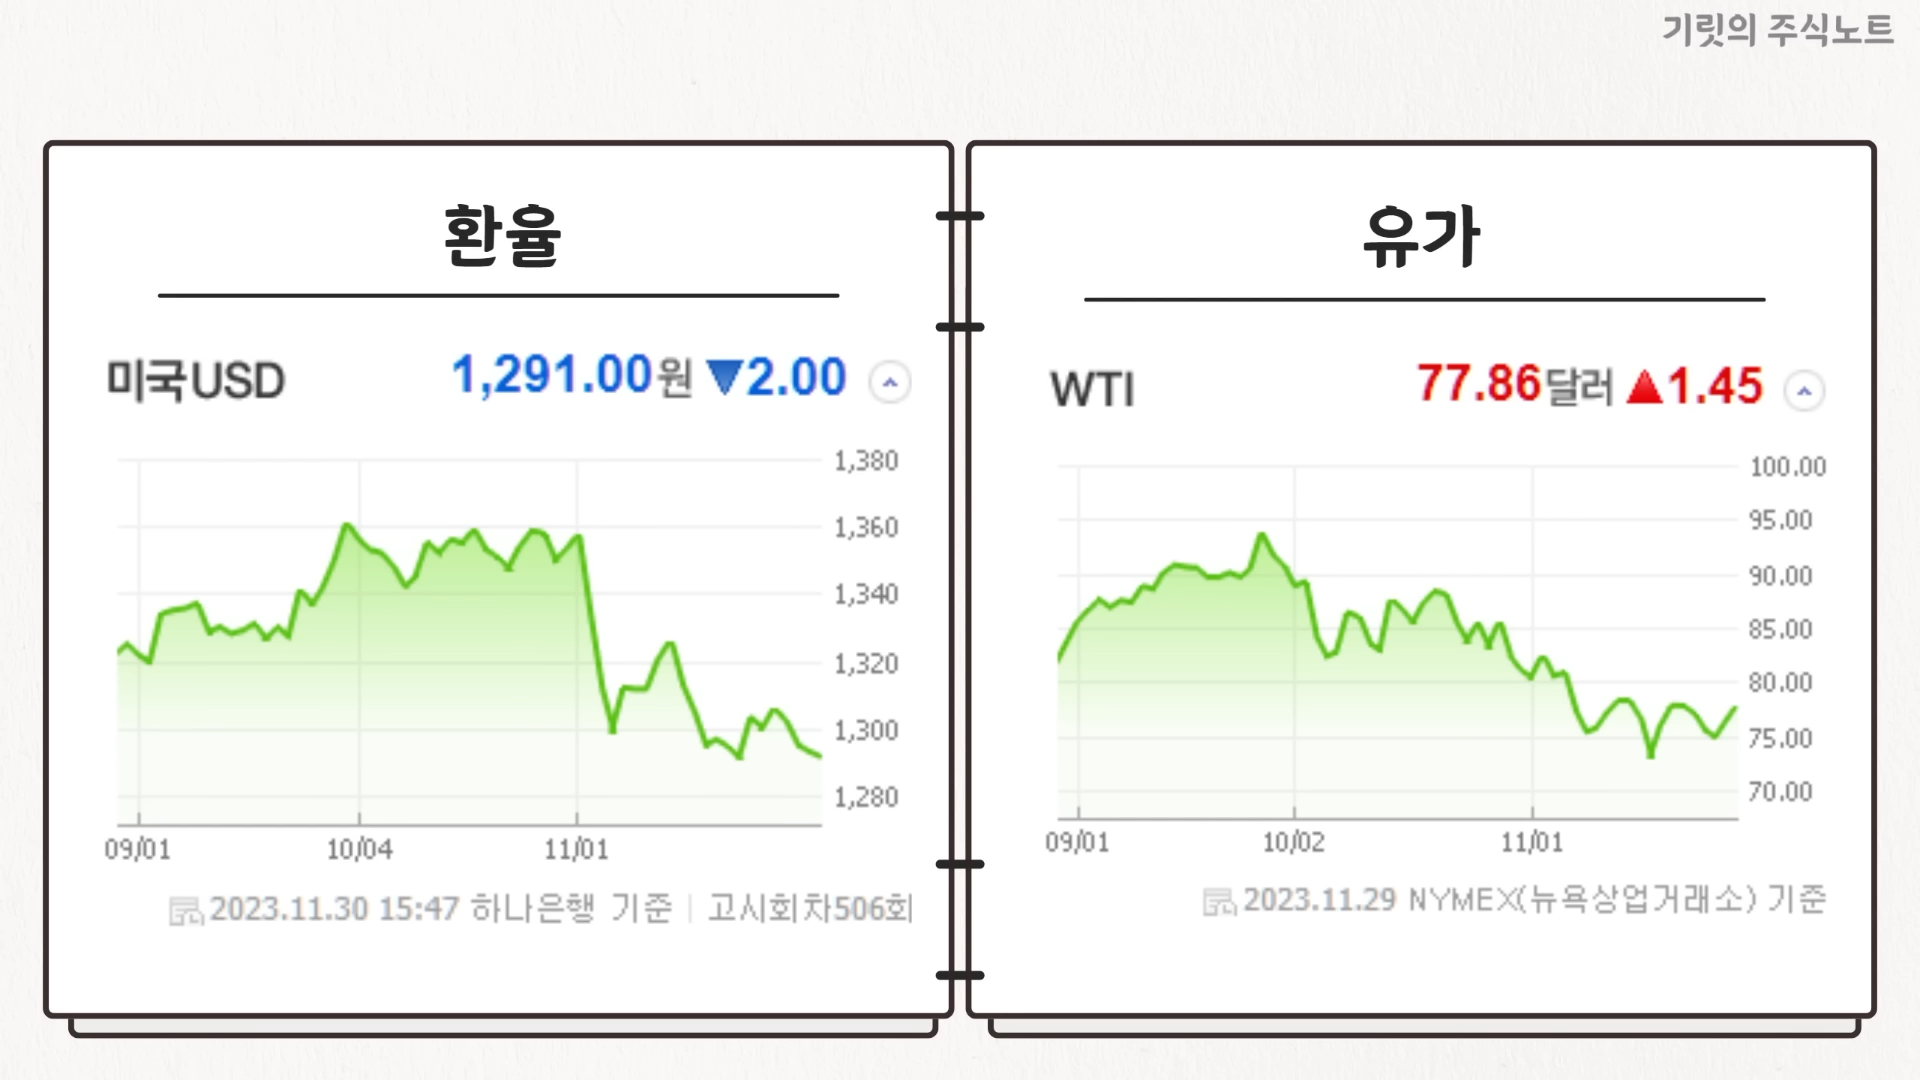 기릿의 주식노트
환율
미국USD 1,291.00원 ▼2.00
1,380
1,360
1,340
1,320
1,300
1,280
09/01 10/04 11/01
2023.11.30 15:47 하나은행 기준 | 고시회차506회
유가
WTI 77.86달러 ▲1.45
100.00
95.00
90.00
85.00
80.00
75.00
70.00
09/01 10/02 11/01
2023.11.29 NYMEX(뉴욕상업거래소) 기준